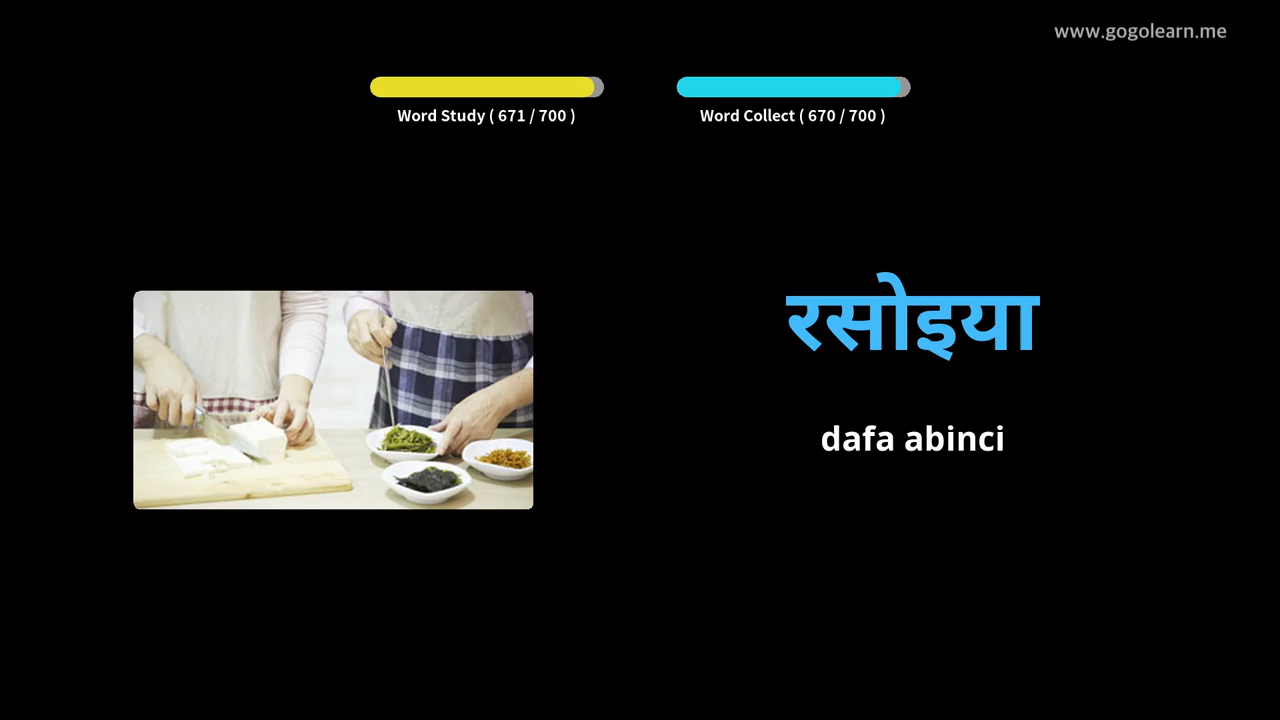 www.gogolearn.me
Word Study ( 671 / 700 )
Word Collect ( 670 / 700 )
रसोइया
dafa abinci